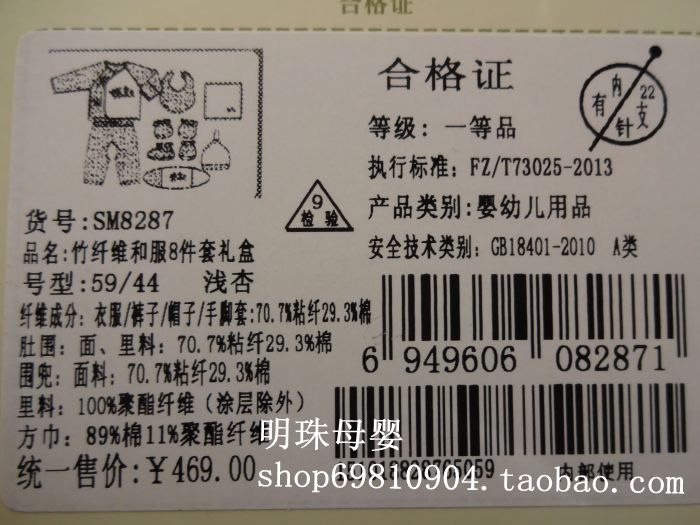 合格证
合格证
有内针22支
等级: 一等品
执行标准: FZ/T73025-2013
产品类别: 婴幼儿用品
安全技术类别: GB18401-2010 A类
9
检验
货号: SM8287
品名: 竹纤维和服8件套礼盒
号型: 59/44 浅杏
纤维成分: 衣服/裤子/帽子/手脚套: 70.7%粘纤29.3%棉
肚围: 面、里料: 70.7%粘纤29.3%棉
围兜: 面料: 70.7%粘纤29.3%棉
里料: 100%聚酯纤维(涂层除外)
方巾: 89%棉11%聚酯纤维
统一售价: ¥469.00
6 949606 082871
内部使用
明珠母婴
shop69810904.taobao.com